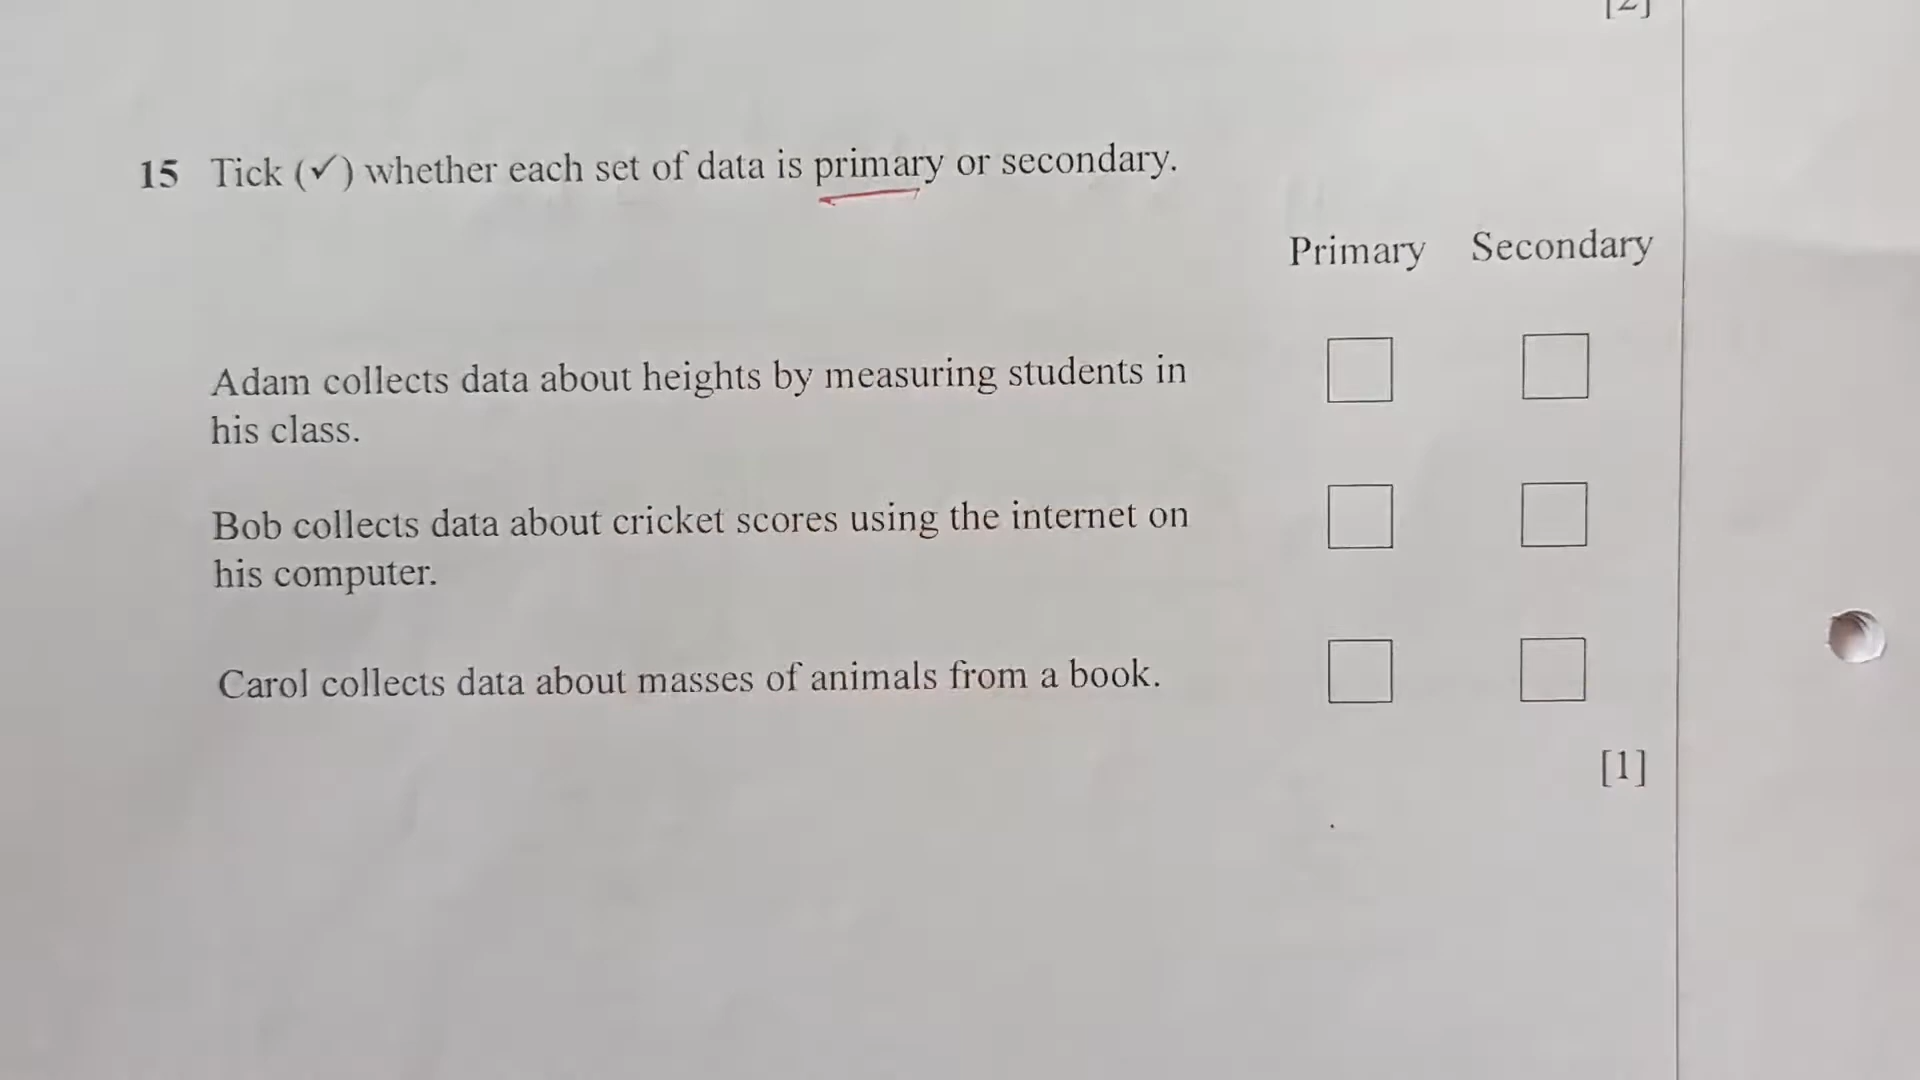 [2]
15 Tick (✓) whether each set of data is primary or secondary.
Primary Secondary
Adam collects data about heights by measuring students in
his class.
Bob collects data about cricket scores using the internet on
his computer.
Carol collects data about masses of animals from a book.
[1]